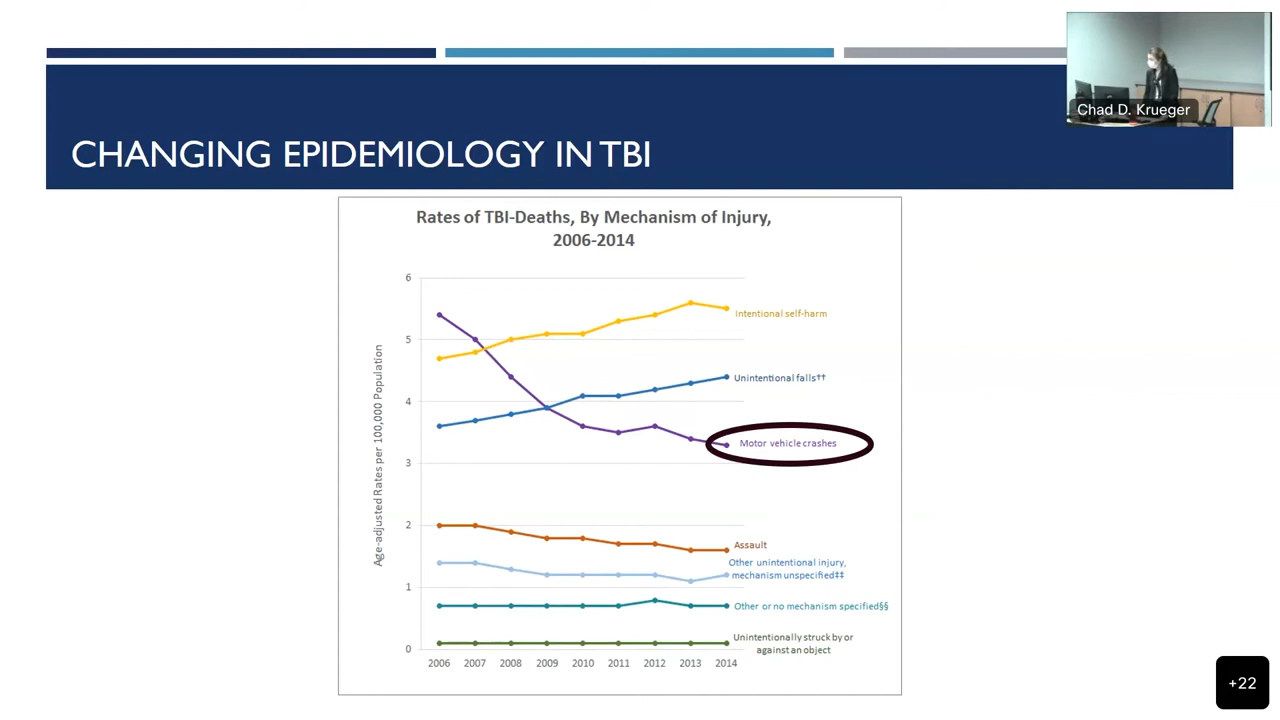 Chad D. Krueger
CHANGING EPIDEMIOLOGY IN TBI
Rates of TBI-Deaths, By Mechanism of Injury,
2006-2014
Age-adjusted Rates per 100,000 Population
6
5
4
3
2
1
0
Intentional self-harm
Unintentional falls††
Motor vehicle crashes
Assault
Other unintentional injury,
mechanism unspecified‡‡
Other or no mechanism specified§§
Unintentionally struck by or
against an object
2006 2007 2008 2009 2010 2011 2012 2013 2014
+22